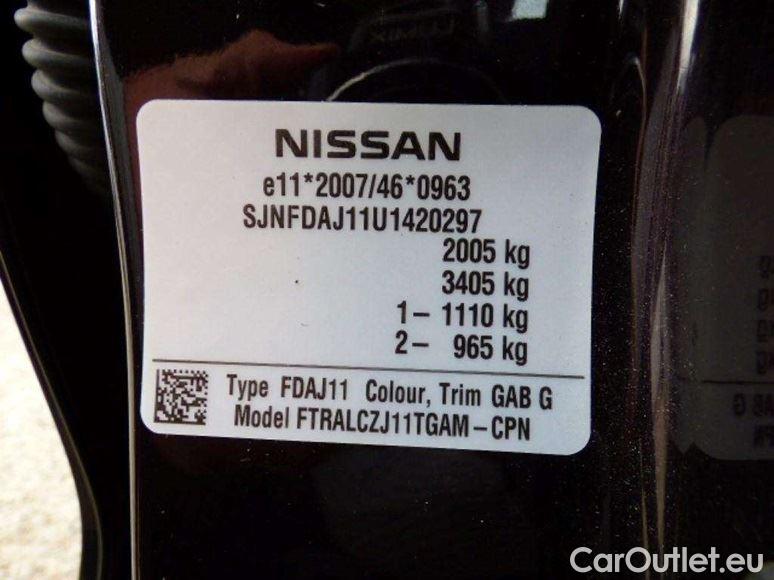 NISSAN
e11*2007/46*0963
SJNFDAJ11U1420297
2005 kg
3405 kg
1– 1110 kg
2– 965 kg
Type FDAJ11 Colour, Trim GAB G
Model FTRALCZJ11TGAM–CPN
LUMIX
CarOutlet.eu